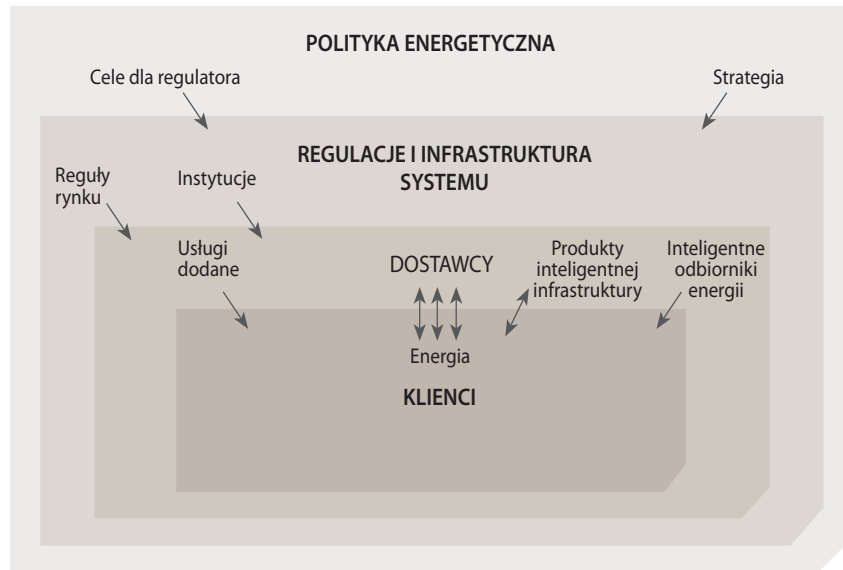 POLITYKA ENERGETYCZNA
Cele dla regulatora
Strategia
REGULACJE I INFRASTRUKTURA
SYSTEMU
Reguły
rynku
Instytucje
Usługi
dodane
DOSTAWCY
Produkty
inteligentnej
infrastruktury
Inteligentne
odbiorniki
energii
Energia
KLIENCI